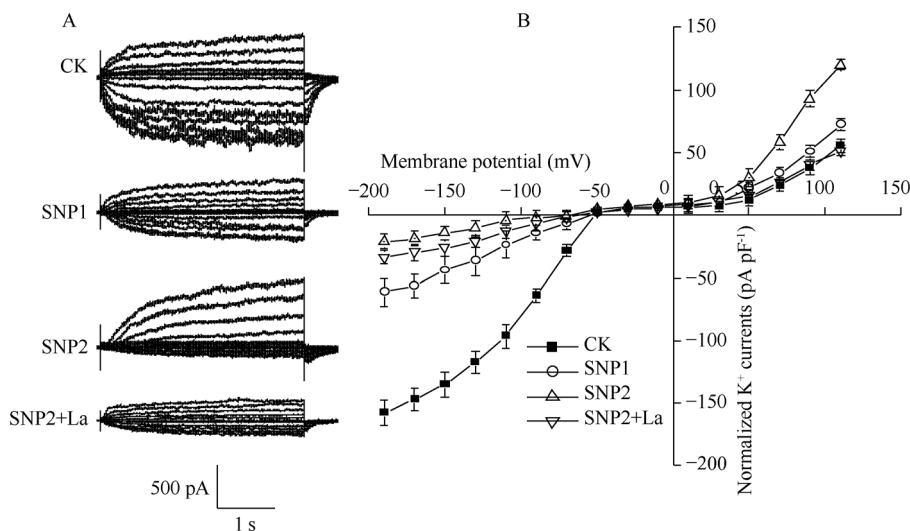 A
B
CK
SNP1
SNP2
SNP2+La
500 pA
1 s
Membrane potential (mV)
−200 −150 −100 −50 0 50 100 150
150
100
50
0
−50
−100
−150
−200
Normalized K⁺ currents (pA pF⁻¹)
CK
SNP1
SNP2
SNP2+La